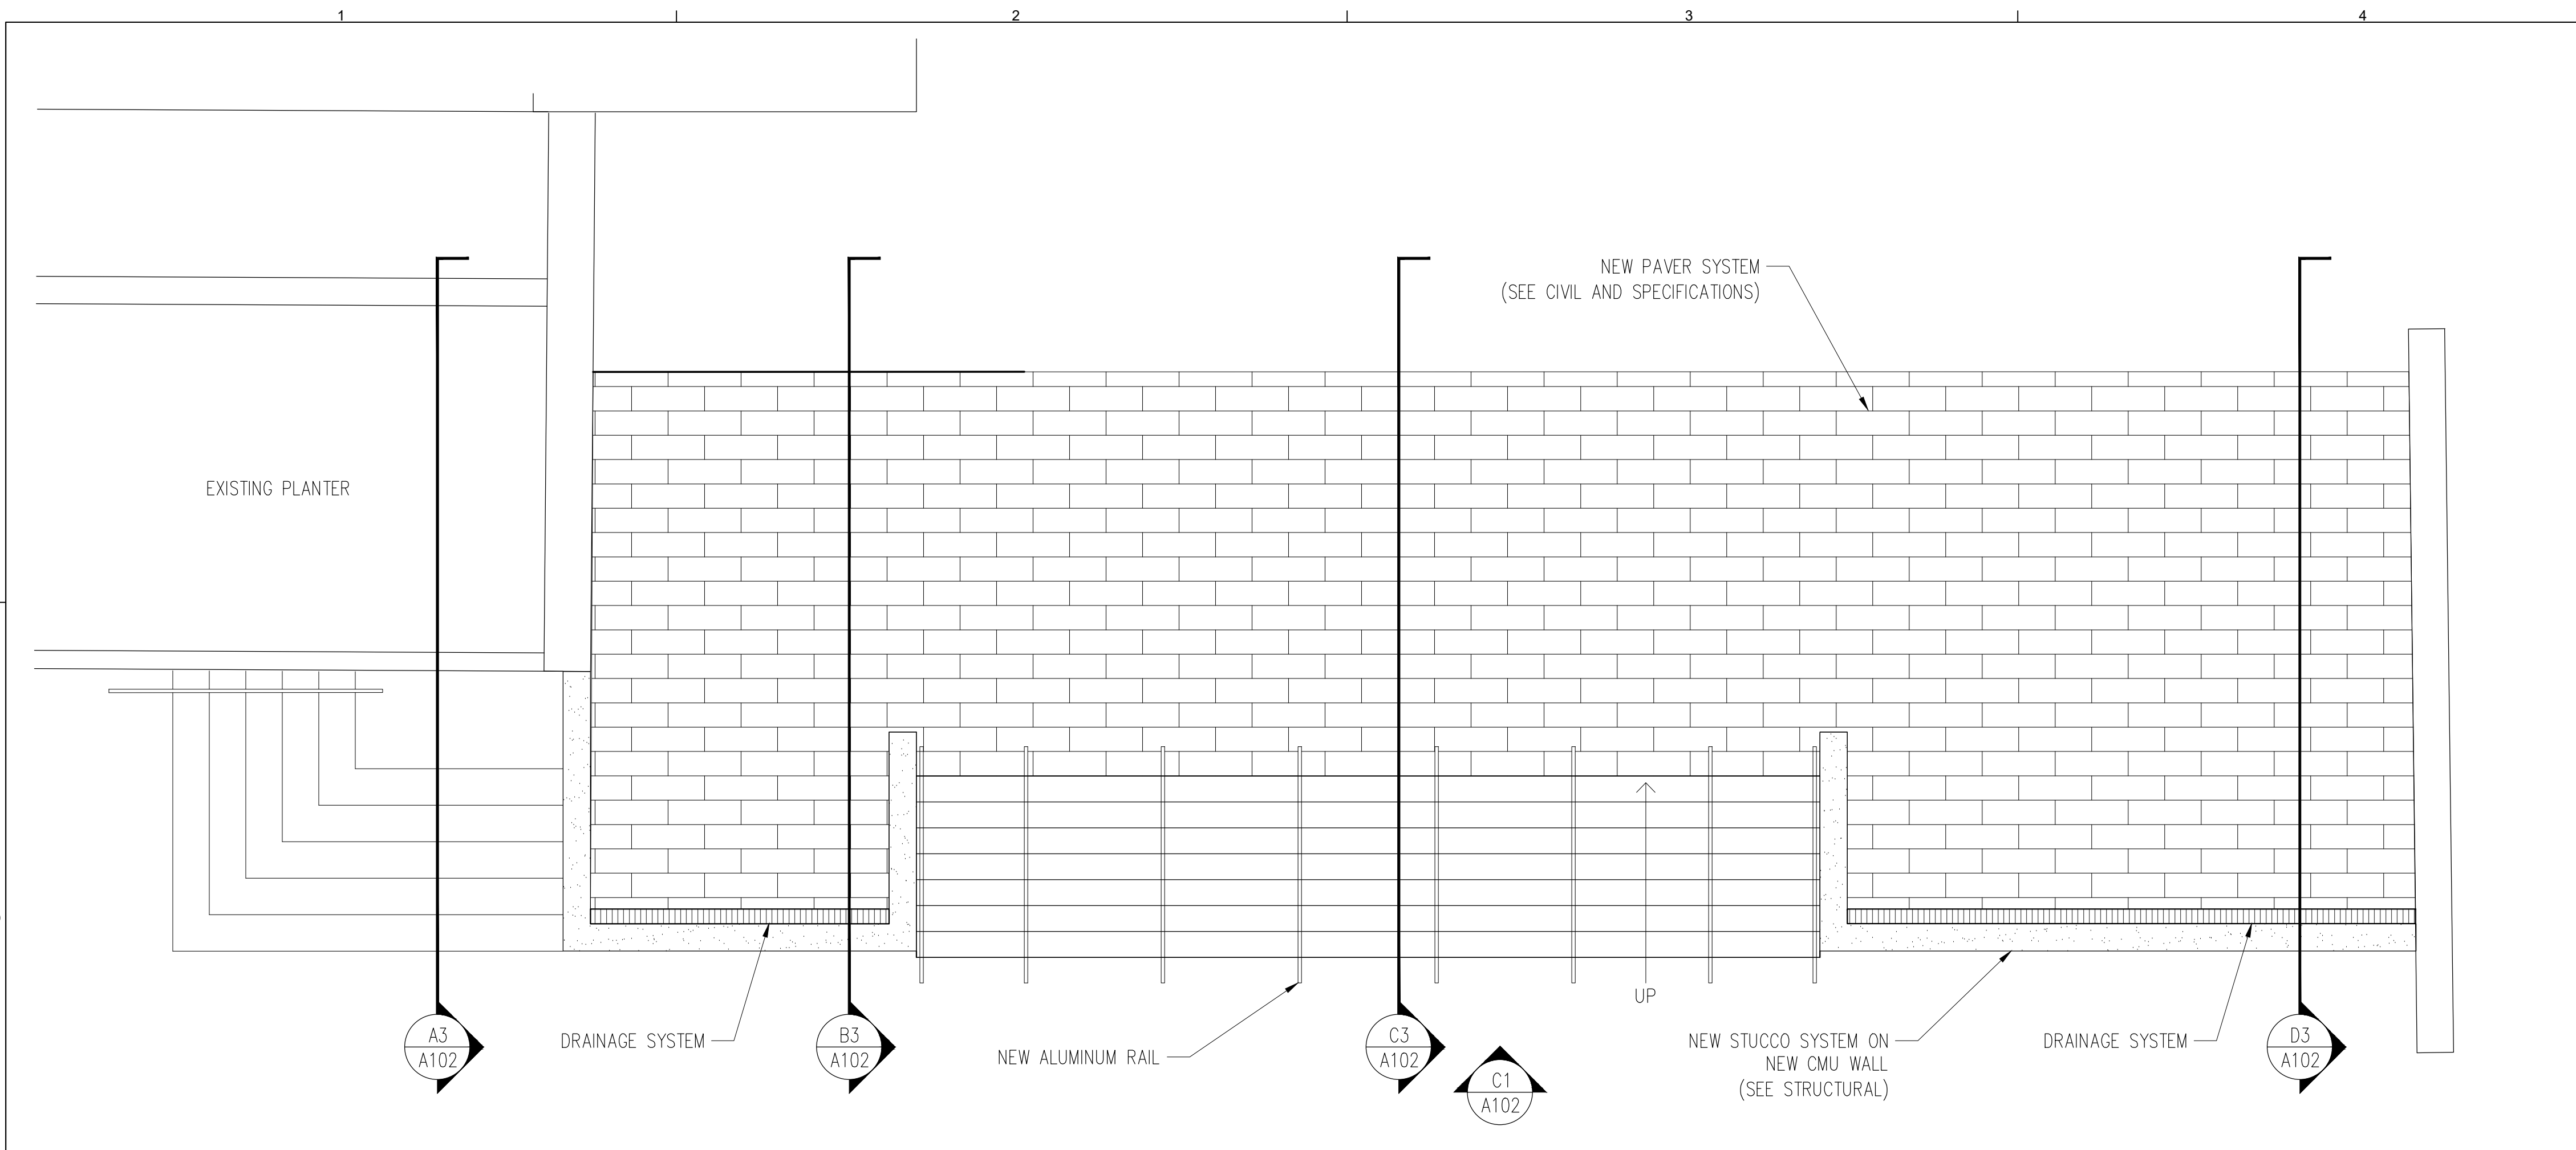 1
2
3
4
NEW PAVER SYSTEM
(SEE CIVIL AND SPECIFICATIONS)
EXISTING PLANTER
UP
A3
A102
DRAINAGE SYSTEM
B3
A102
NEW ALUMINUM RAIL
C3
A102
C1
A102
NEW STUCCO SYSTEM ON
NEW CMU WALL
(SEE STRUCTURAL)
DRAINAGE SYSTEM
D3
A102